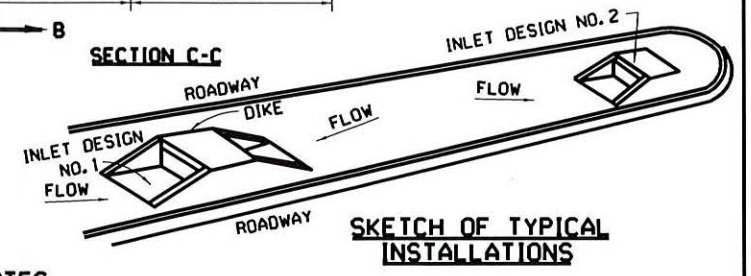 B
SECTION C-C
INLET DESIGN NO. 2
ROADWAY
FLOW
DIKE
FLOW
INLET DESIGN
NO. 1
FLOW
ROADWAY
SKETCH OF TYPICAL
INSTALLATIONS